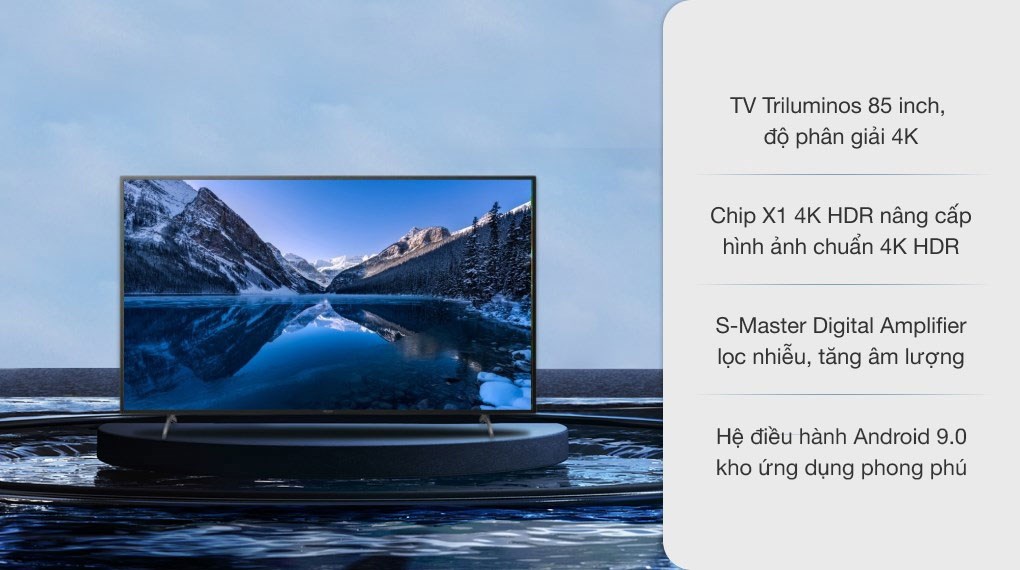 TV Triluminos 85 inch,
độ phân giải 4K
Chip X1 4K HDR nâng cấp
hình ảnh chuẩn 4K HDR
S-Master Digital Amplifier
lọc nhiễu, tăng âm lượng
Hệ điều hành Android 9.0
kho ứng dụng phong phú